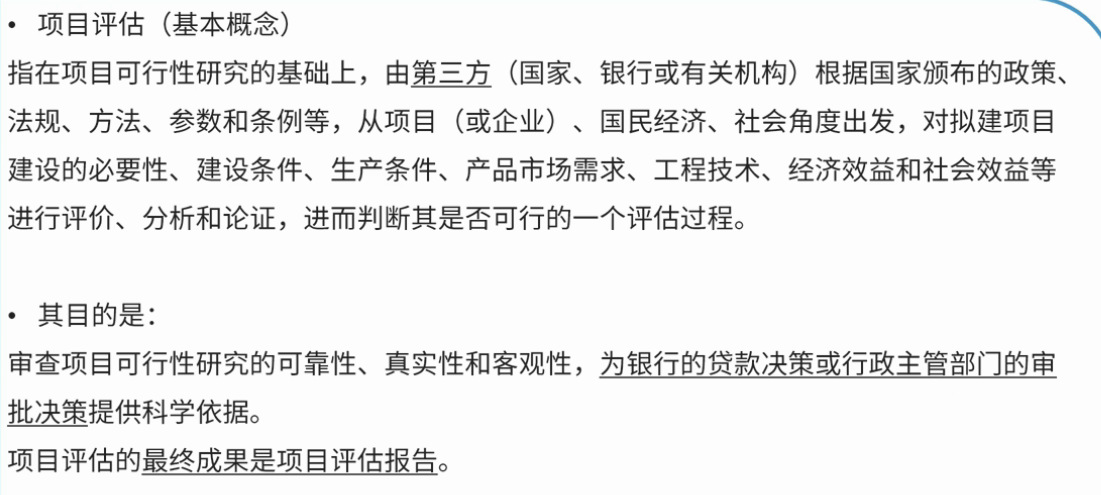 • 项目评估（基本概念）
指在项目可行性研究的基础上，由第三方（国家、银行或有关机构）根据国家颁布的政策、
法规、方法、参数和条例等，从项目（或企业）、国民经济、社会角度出发，对拟建项目
建设的必要性、建设条件、生产条件、产品市场需求、工程技术、经济效益和社会效益等
进行评价、分析和论证，进而判断其是否可行的一个评估过程。
• 其目的是：
审查项目可行性研究的可靠性、真实性和客观性，为银行的贷款决策或行政主管部门的审
批决策提供科学依据。
项目评估的最终成果是项目评估报告。